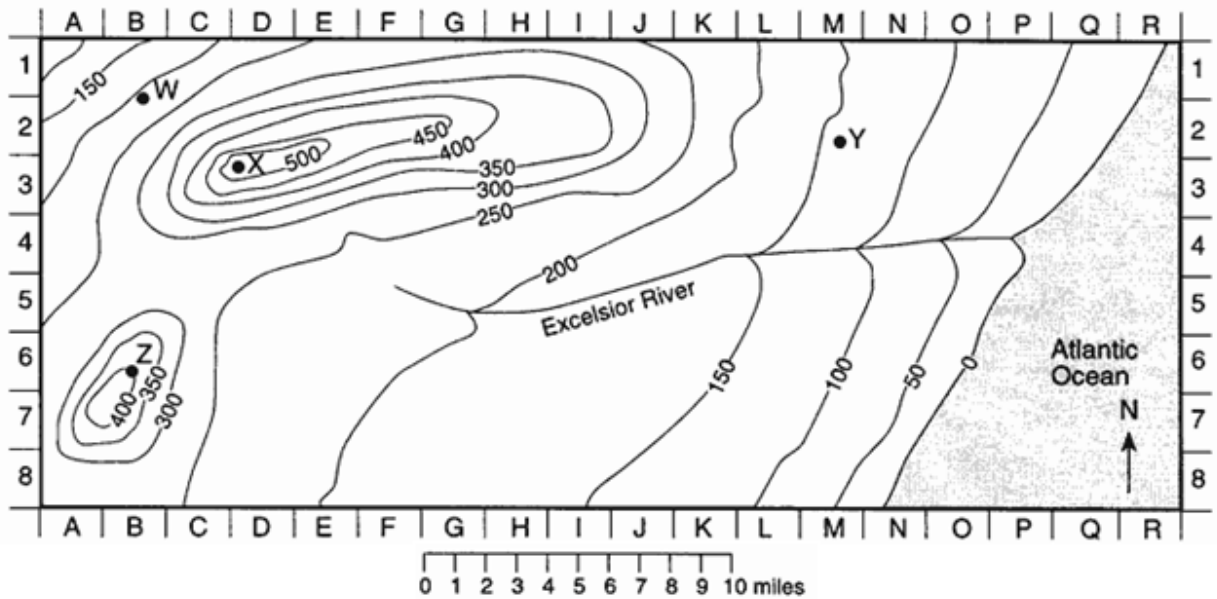 A B C D E F G H I J K L M N O P Q R
1 1
150 W
2 450 Y 2
400
X 500
350
3 300 3
250
4 4
200
5 Excelsior River 5
Z
6 350 150 100 50 0 Atlantic 6
Ocean
400 300 N
7 7
8 8
A B C D E F G H I J K L M N O P Q R
0 1 2 3 4 5 6 7 8 9 10 miles